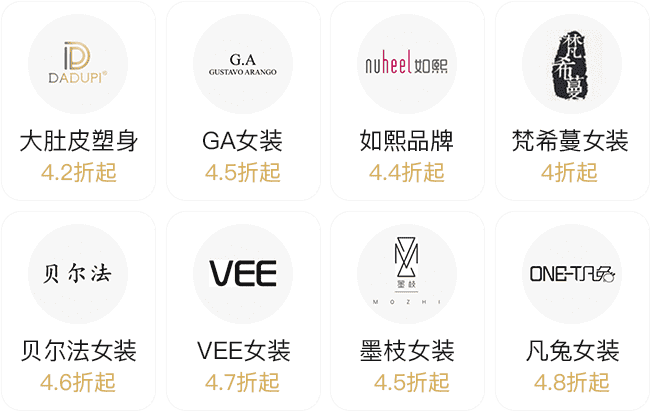 DADUPI®
大肚皮塑身
4.2折起
G.A
GUSTAVO ARANGO
GA女装
4.5折起
nuheel如熙
如熙品牌
4.4折起
梵希蔓
梵希蔓女装
4折起
贝尔法
贝尔法女装
4.6折起
VEE
VEE女装
4.7折起
墨枝
MOZHI
墨枝女装
4.5折起
ONE-T凡兔
凡兔女装
4.8折起